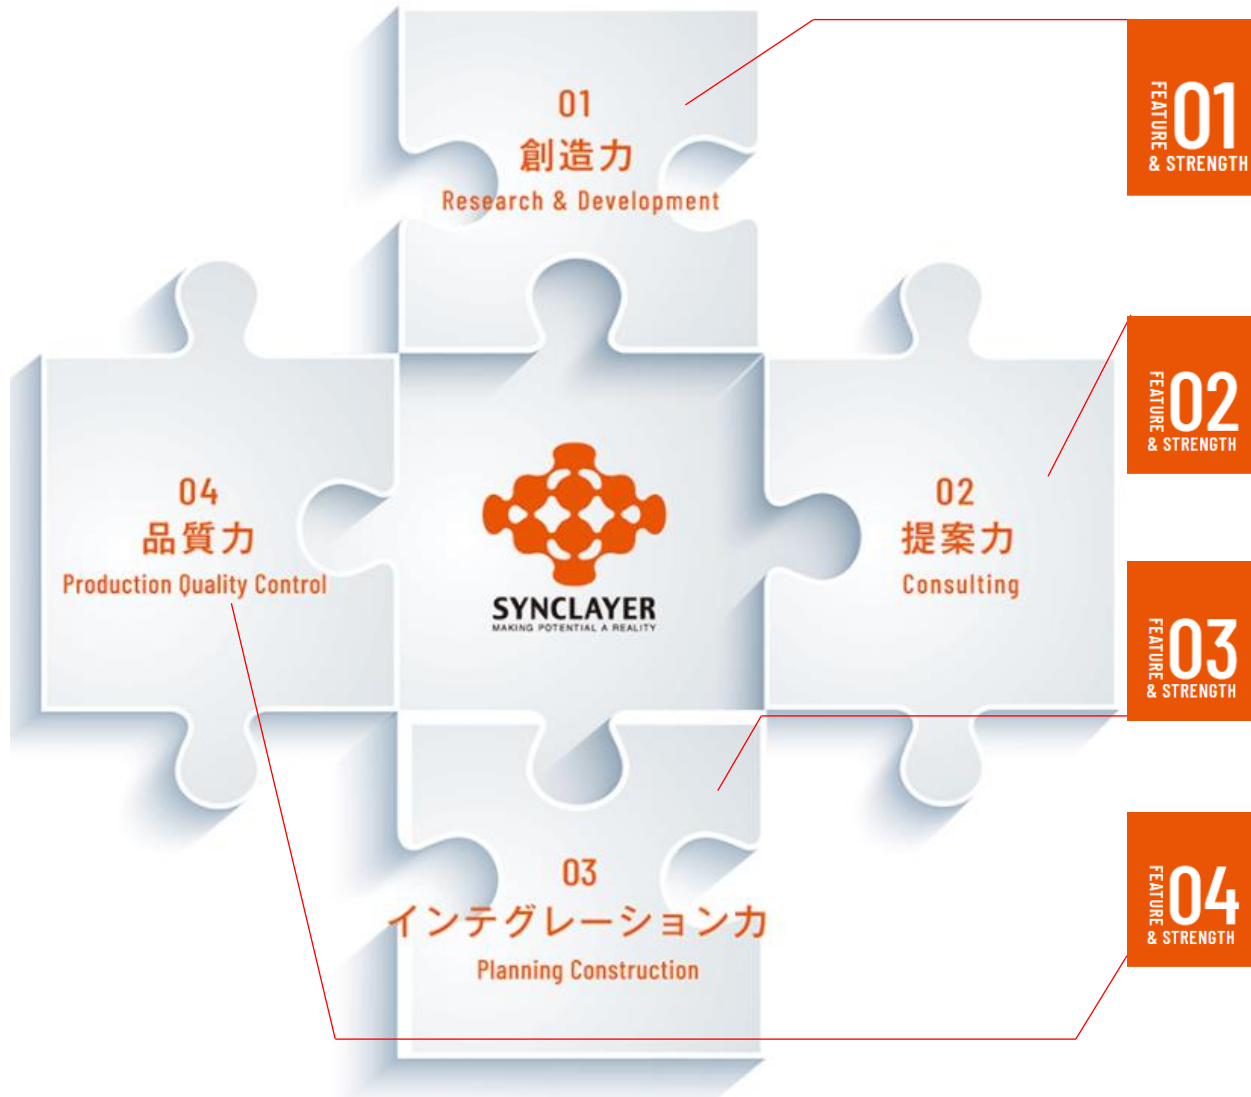 01
創造力
Research & Development
04
品質力
Production Quality Control
SYNCLAYER
MAKING POTENTIAL A REALITY
02
提案力
Consulting
03
インテグレーション力
Planning Construction
FEATURE
01
& STRENGTH
FEATURE
02
& STRENGTH
FEATURE
03
& STRENGTH
FEATURE
04
& STRENGTH